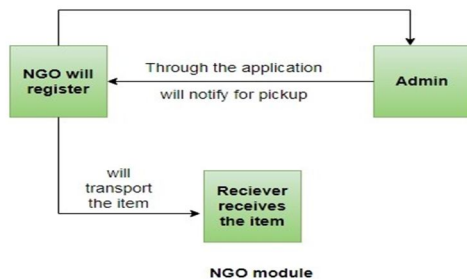 NGO will
register
Through the application
will notify for pickup
Admin
will
transport
the item
Reciever
receives
the item
NGO module